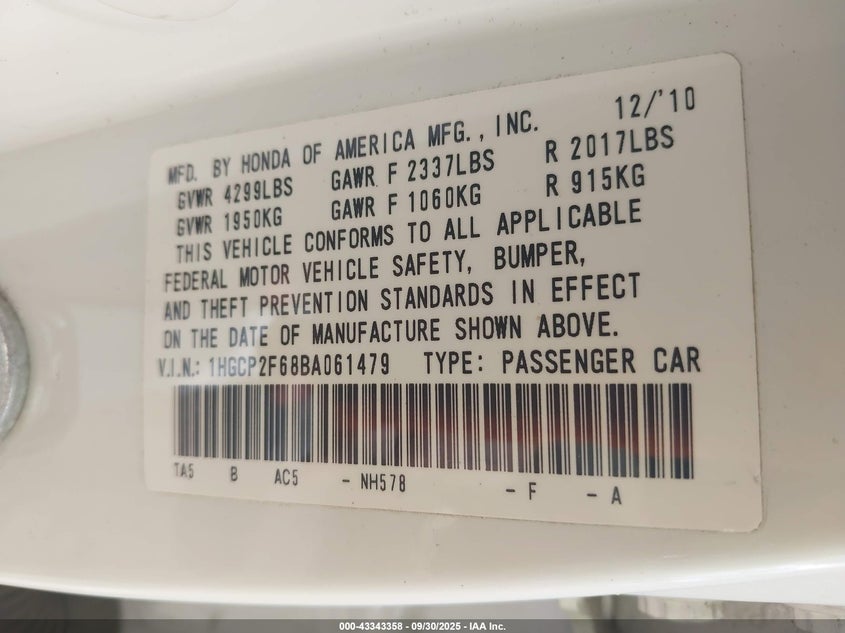 MFD. BY HONDA OF AMERICA MFG., INC. 12/'10
GVWR 4299LBS GAWR F 2337LBS R 2017LBS
GVWR 1950KG GAWR F 1060KG R 915KG
THIS VEHICLE CONFORMS TO ALL APPLICABLE
FEDERAL MOTOR VEHICLE SAFETY, BUMPER,
AND THEFT PREVENTION STANDARDS IN EFFECT
ON THE DATE OF MANUFACTURE SHOWN ABOVE.
V.I.N.: 1HGCP2F68BA061479 TYPE: PASSENGER CAR
TA5 B AC5 - NH578 - F - A
000-43343358 - 09/30/2025 - IAA Inc.